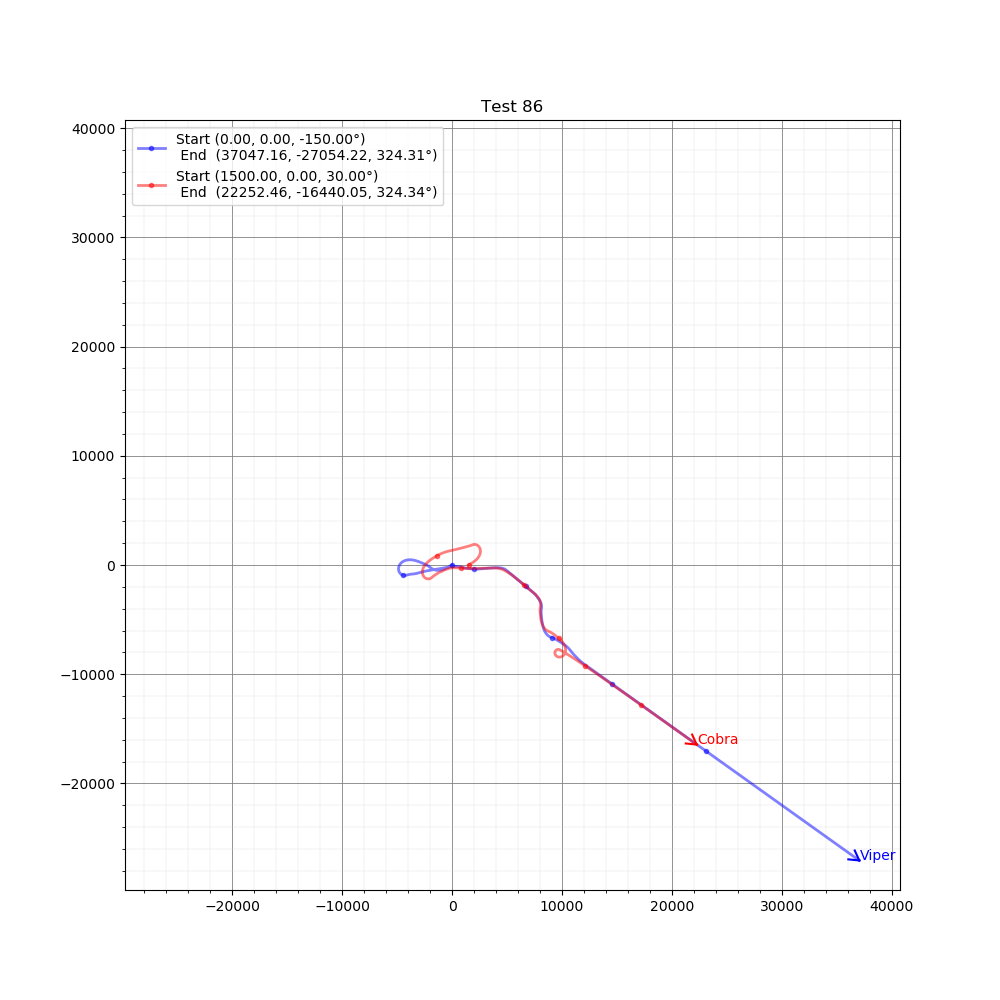 Test 86
Start (0.00, 0.00, -150.00°)
End (37047.16, -27054.22, 324.31°)
Start (1500.00, 0.00, 30.00°)
End (22252.46, -16440.05, 324.34°)
40000
30000
20000
10000
0
−10000
−20000
Cobra
Viper
−20000 −10000 0 10000 20000 30000 40000